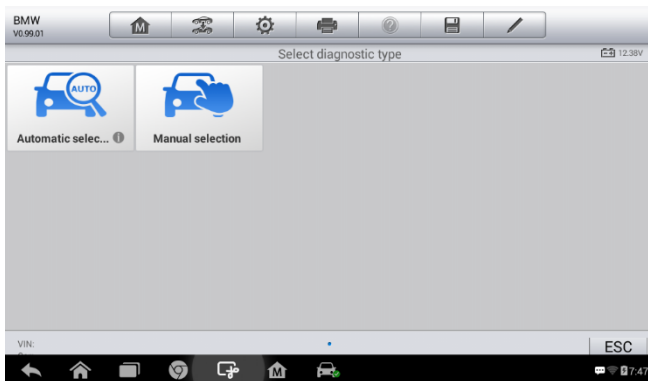 BMW
V0.99.01
M
Select diagnostic type
12.38V
AUTO
Automatic selec...
Manual selection
VIN:
ESC
M
7:47